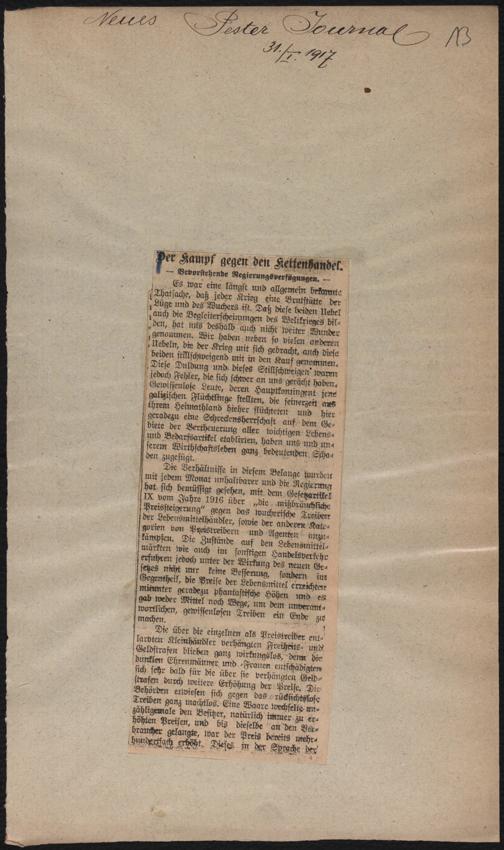 Neues Pester Journal
31/I. 1917
Der Kampf gegen den Kettenhandel.
— Bevorstehende Regierungsverfügungen. —
Es war eine längst und allgemein bekannte
Thatsache, daß jeder Krieg eine Brutstätte der
Lüge und des Wuchers ist. Daß diese beiden Uebel
auch die Begleiterscheinungen des Weltkrieges bil-
den, hat uns deshalb auch nicht weiter Wunder
genommen. Wir haben neben so vielen anderen
Uebeln, die der Krieg mit sich gebracht, auch diese
beiden stillschweigend mit in den Kauf genommen.
Diese Duldung und dieses Stillschweigen waren
jedoch Fehler, die sich schwer an uns gerächt haben.
Gewissenlose Leute, deren Hauptkontingent jene
galizischen Flüchtlinge stellten, die seinerzeit aus
ihrem Heimathland hieher flüchteten und hier
geradezu eine Schreckensherrschaft auf dem Ge-
biete der Vertheuerung aller wichtigen Lebens-
und Bedarfsartikel etablirten, haben uns und un-
serem Wirthschaftsleben ganz bedeutenden Scha-
den zugefügt.
Die Verhältnisse in diesem Belange wurden
mit jedem Monat unhaltbarer und die Regierung
hat sich bemüssigt gesehen, mit dem Gesetzartikel
IX vom Jahre 1916 über „die mißbräuchliche
Preissteigerung“ gegen das wucherische Treiben
der Lebensmittelhändler, sowie der anderen Kate-
gorien von Preistreibern und Agenten anzu-
kämpfen. Die Zustände auf den Lebensmittel-
märkten wie auch im sonstigen Handelsverkehr
erfuhren jedoch unter der Wirkung des neuen Ge-
setzes nicht nur keine Besserung, sondern im
Gegentheil, die Preise der Lebensmittel erreichten
mitunter geradezu phantastische Höhen und es
gab weder Mittel noch Wege, um dem unverant-
wortlichen, gewissenlosen Treiben ein Ende zu
machen.
Die über die einzelnen als Preistreiber ent-
larvten Kleinhändler verhängten Freiheits- und
Geldstrafen blieben ganz wirkungslos, denn die
dunklen Ehrenmänner und -Frauen entschädigten
sich sehr bald für die über sie verhängten Geld-
strafen durch weitere Erhöhung der Preise. Die
Behörden erwiesen sich gegen das rücksichtslose
Treiben ganz machtlos. Eine Waare wechselte un-
zähligemale den Besitzer, natürlich immer zu er-
höhten Preisen, und bis dieselbe an den Ver-
braucher gelangte, war der Preis bereits mehr-
hundertfach erhöht. Dieses in der Sprache der